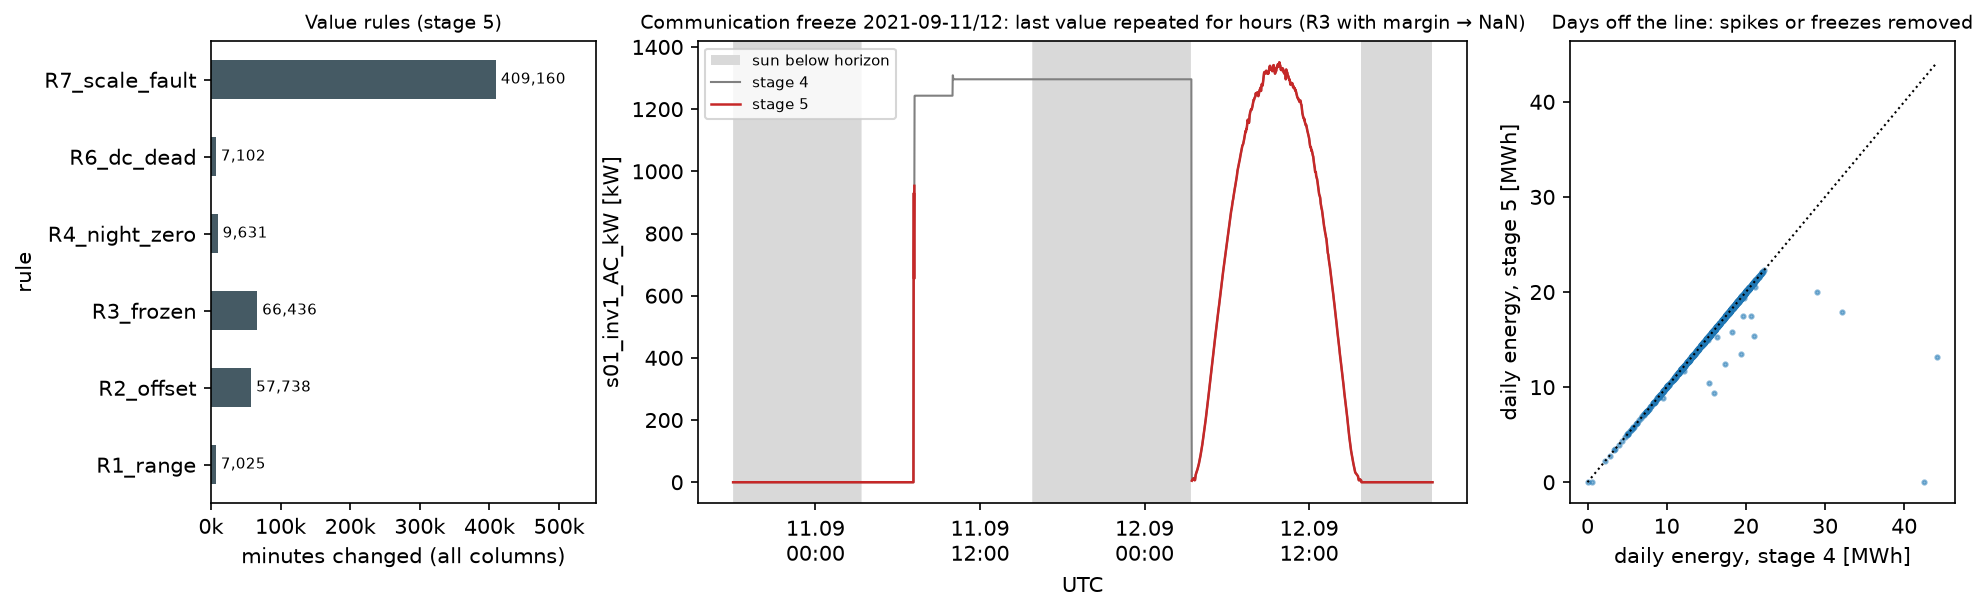 Value rules (stage 5)
rule
R7_scale_fault
R6_dc_dead
R4_night_zero
R3_frozen
R2_offset
R1_range
409,160
7,102
9,631
66,436
57,738
7,025
0k 100k 200k 300k 400k 500k
minutes changed (all columns)
Communication freeze 2021-09-11/12: last value repeated for hours (R3 with margin → NaN)
s01_inv1_AC_kW [kW]
1400
1200
1000
800
600
400
200
0
sun below horizon
stage 4
stage 5
11.09 11.09 12.09 12.09
00:00 12:00 00:00 12:00
UTC
Days off the line: spikes or freezes removed
daily energy, stage 5 [MWh]
40
30
20
10
0
0 10 20 30 40
daily energy, stage 4 [MWh]